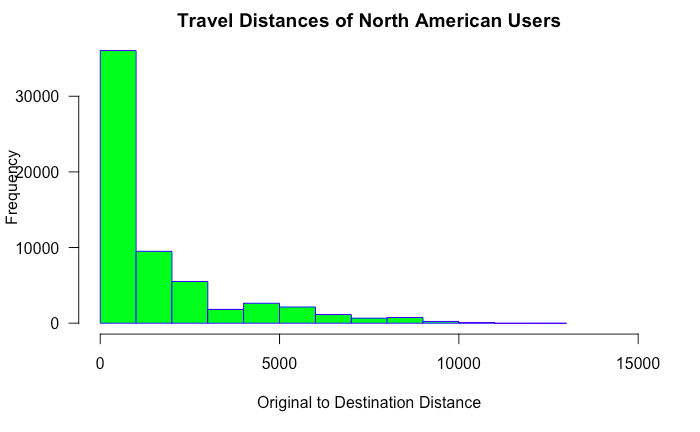 Travel Distances of North American Users
Frequency
30000
20000
10000
0
0 5000 10000 15000
Original to Destination Distance